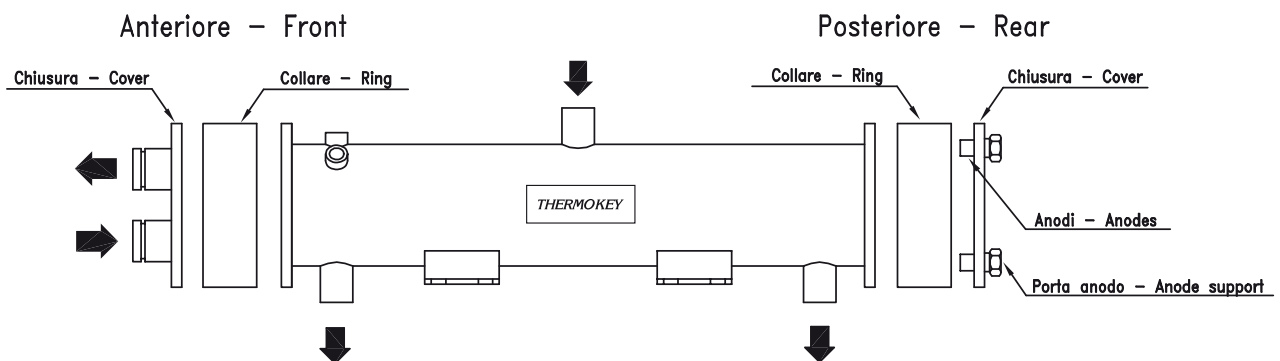 Anteriore – Front
Posteriore – Rear
Chiusura – Cover
Collare – Ring
Collare – Ring
Chiusura – Cover
THERMOKEY
Anodi – Anodes
Porta anodo – Anode support